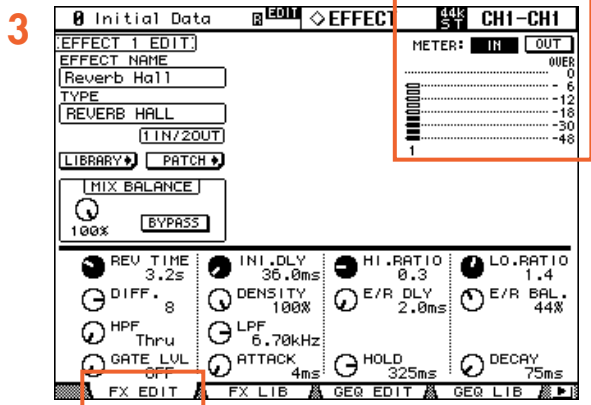 3
0 Initial Data R EDIT ◇EFFECT 44k ST CH1-CH1
EFFECT 1 EDIT
EFFECT NAME
Reverb Hall
TYPE
REVERB HALL
1IN/2OUT
LIBRARY PATCH
MIX BALANCE
100% BYPASS
METER: IN OUT
OVER
0
6
-12
-18
-30
-48
1
REV TIME 3.2s INI.DLY 36.0ms HI.RATIO 0.3 LO.RATIO 1.4
DIFF. 8 DENSITY 100% E/R DLY 2.0ms E/R BAL. 44%
HPF Thru LPF 6.70kHz
GATE LVL OFF ATTACK 4ms HOLD 325ms DECAY 75ms
FX EDIT FX LIB GEQ EDIT GEQ LIB